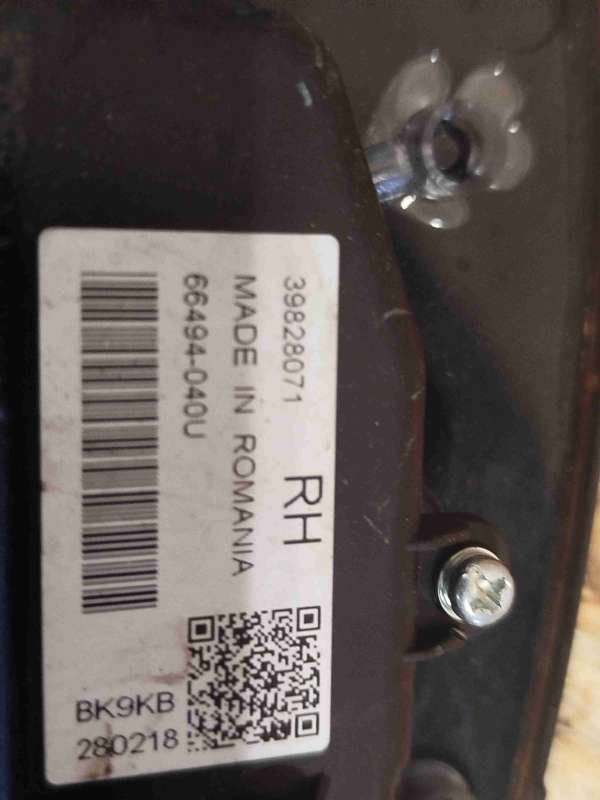 39828071
RH
MADE IN ROMANIA
66494-040U
BK9KB
280218